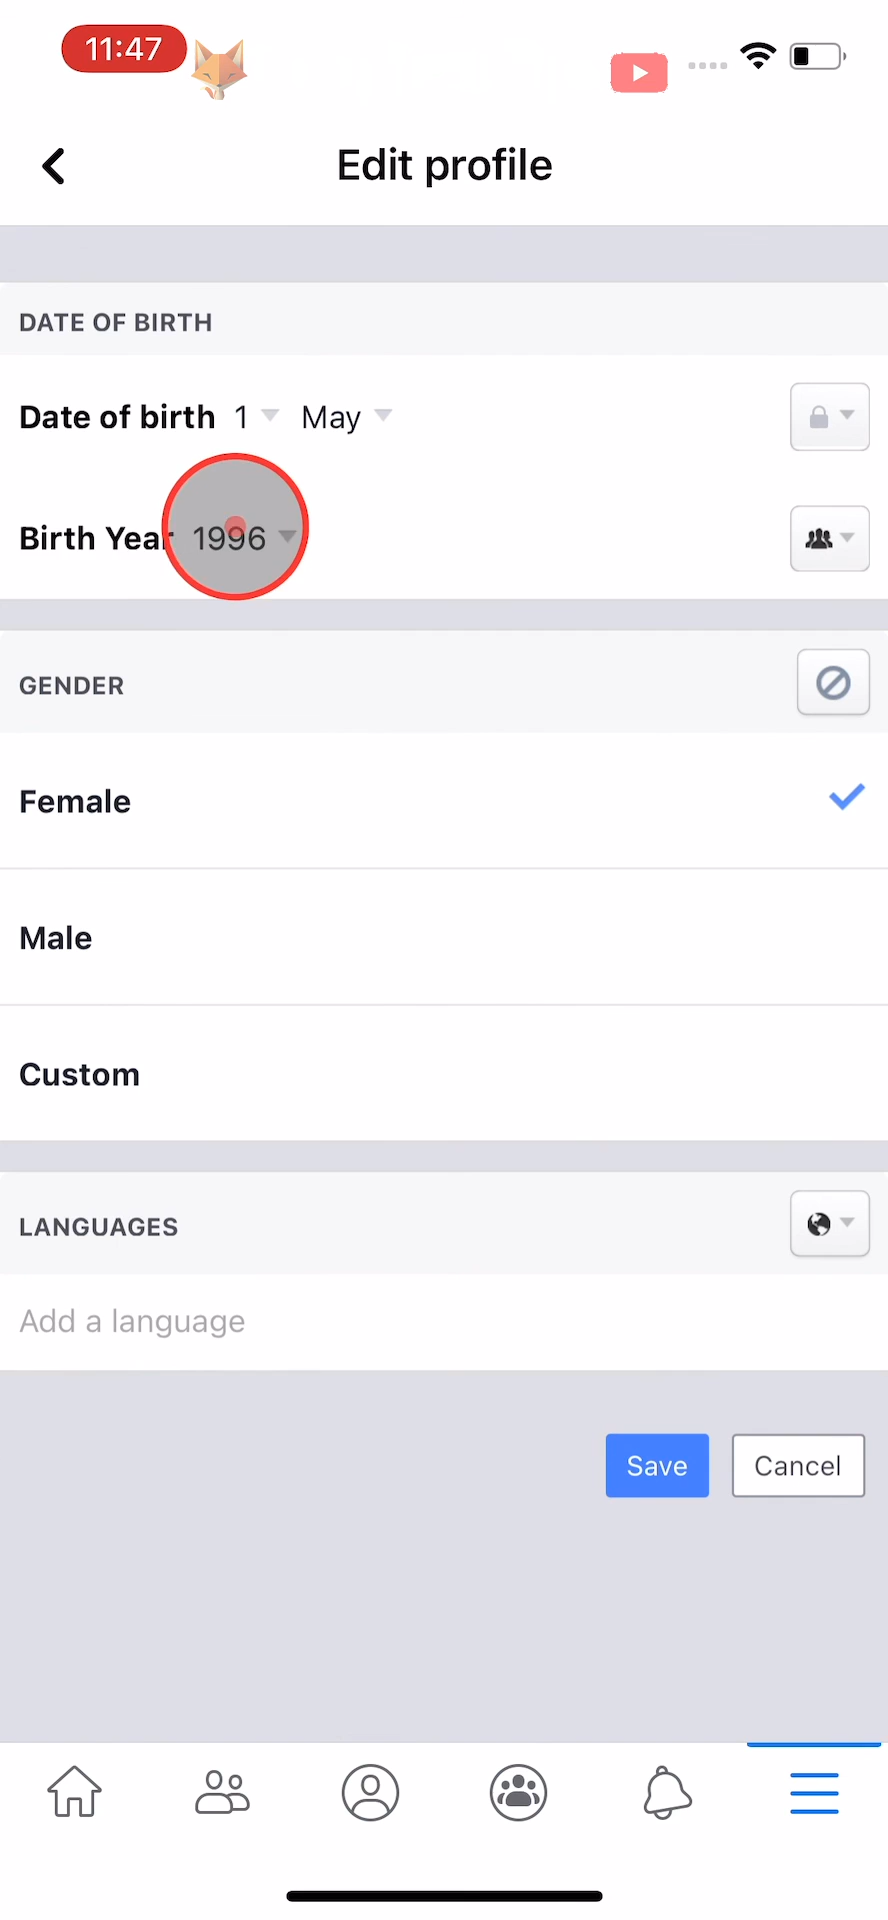 11:47
Edit profile
DATE OF BIRTH
Date of birth 1 May
Birth Year 1996
GENDER
Female
Male
Custom
LANGUAGES
Add a language
Save Cancel